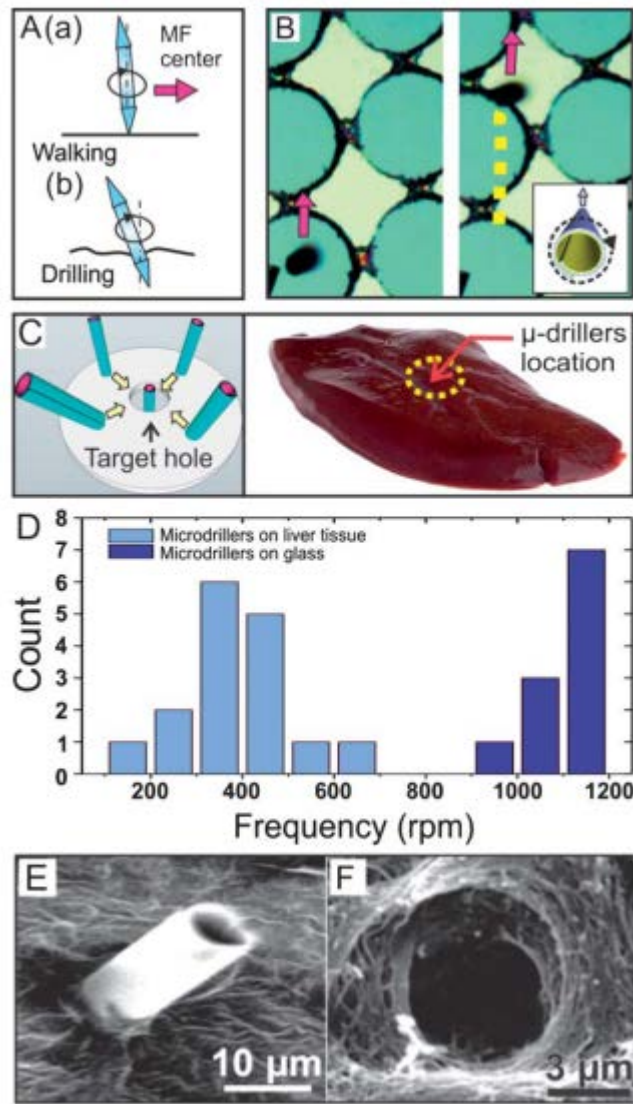 A (a)
MF
center
Walking
(b)
Drilling
B
C
Target hole
μ-drillers
location
D
8
7
6
5
4
3
2
1
0
Count
Microdrillers on liver tissue
Microdrillers on glass
200 400 600 800 1000 1200
Frequency (rpm)
E
10 μm
F
3 μm